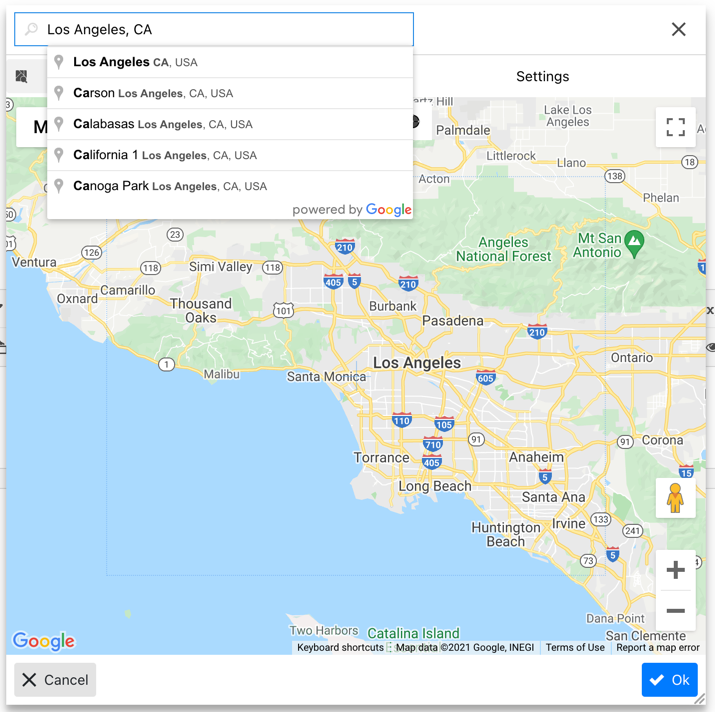 Los Angeles, CA
Los Angeles CA, USA
Carson Los Angeles, CA, USA
Calabasas Los Angeles, CA, USA
California 1 Los Angeles, CA, USA
Canoga Park Los Angeles, CA, USA
powered by Google
Settings
M
Hill
Lake Los
Angeles
Palmdale
Littlerock
Llano
18
138
Acton
Phelan
23
126
210
Angeles
National Forest
Mt San
Antonio
Ventura
118
Simi Valley
118
405
5
210
Camarillo
Oxnard
Thousand
Oaks
101
Burbank
Pasadena
210
Los Angeles
Ontario
1
Malibu
Santa Monica
605
110
105
710
91
91
Corona
Torrance
405
Anaheim
5
15
Long Beach
Santa Ana
Huntington
Beach
Irvine
133
241
5
73
Dana Point
San Clemente
Two Harbors
Catalina Island
Google
Keyboard shortcuts
Map data ©2021 Google, INEGI
Terms of Use
Report a map error
Cancel
Ok